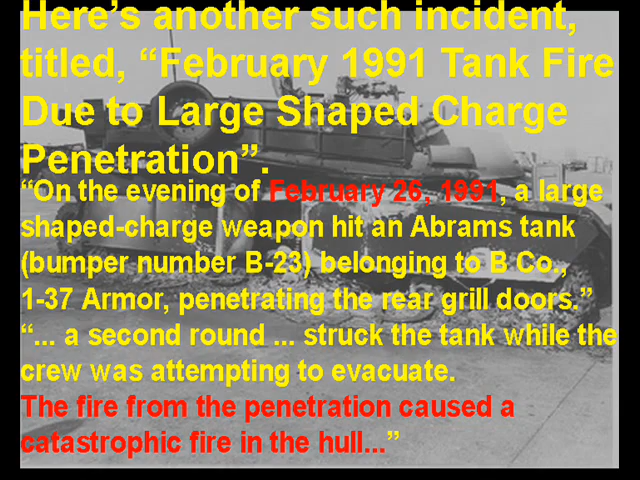 Here’s another such incident,
titled, “February 1991 Tank Fire
Due to Large Shaped Charge
Penetration”.
“On the evening of February 26, 1991, a large
shaped-charge weapon hit an Abrams tank
(bumper number B-23) belonging to B Co.,
1-37 Armor, penetrating the rear grill doors.”
“... a second round ... struck the tank while the
crew was attempting to evacuate.
The fire from the penetration caused a
catastrophic fire in the hull...”